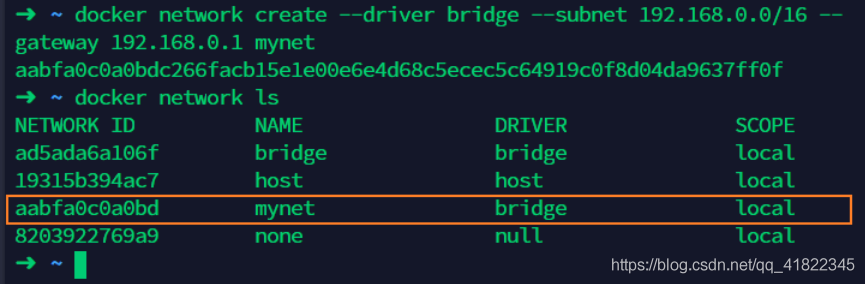 ➜ ~ docker network create --driver bridge --subnet 192.168.0.0/16 --
gateway 192.168.0.1 mynet
aabfa0c0a0bdc266facb15e1e00e6e4d68c5ecec5c64919c0f8d04da9637ff0f
➜ ~ docker network ls
NETWORK ID NAME DRIVER SCOPE
ad5ada6a106f bridge bridge local
19315b394ac7 host host local
aabfa0c0a0bd mynet bridge local
8203922769a9 none null local
➜ ~
https://blog.csdn.net/qq_41822345